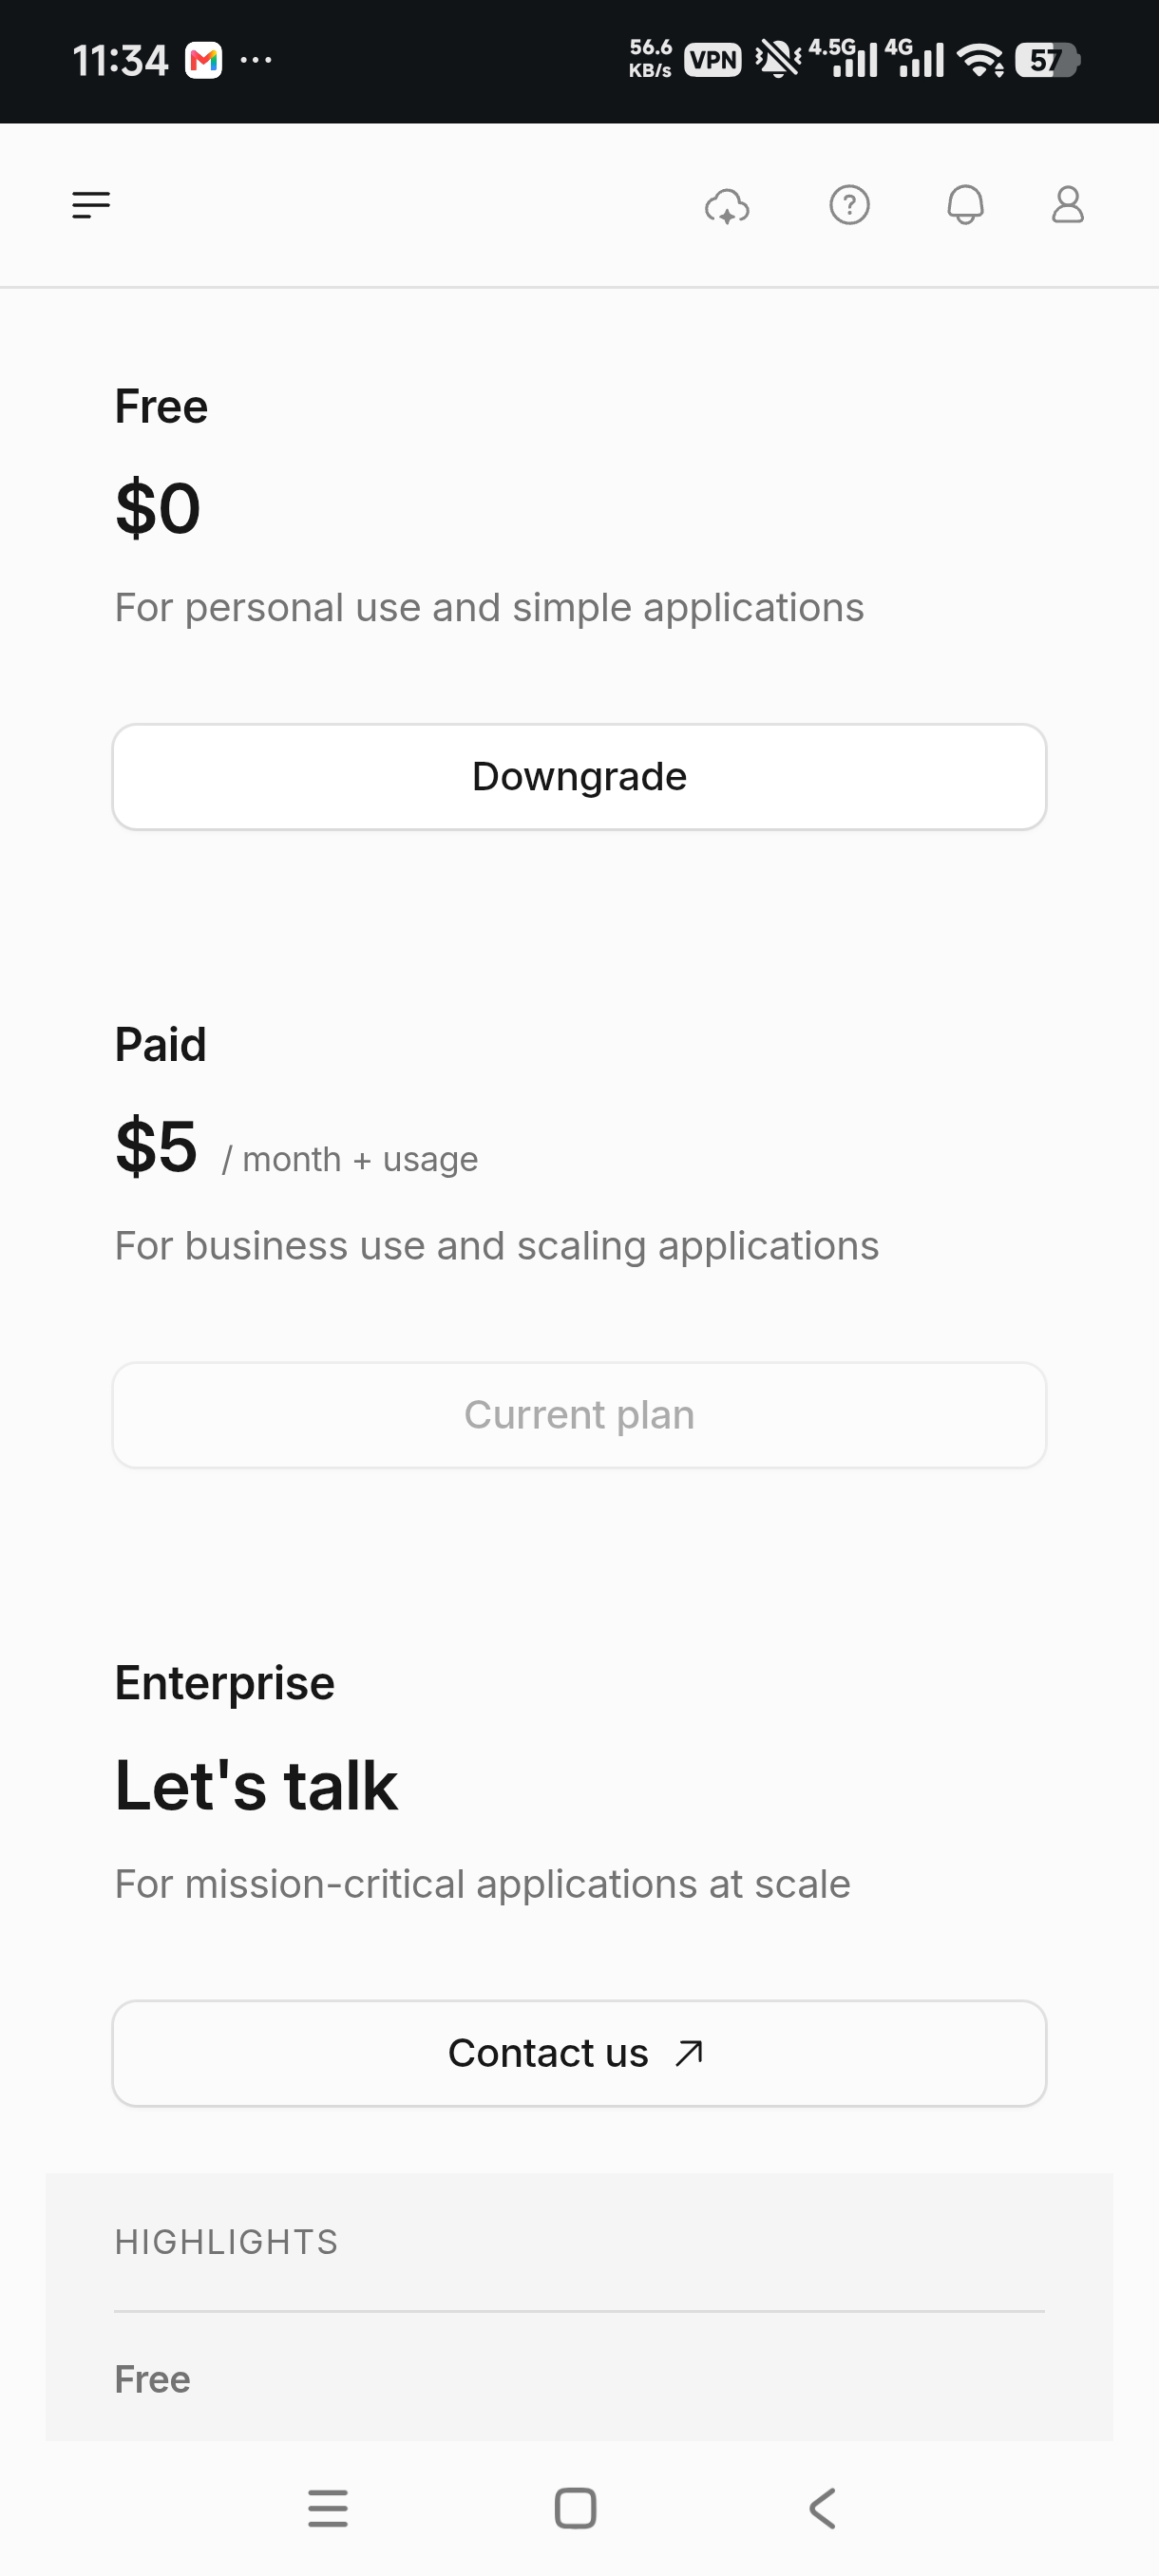 11:34
56.6
KB/s
VPN
4.5G
4G
57
Free
$0
For personal use and simple applications
Downgrade
Paid
$5 / month + usage
For business use and scaling applications
Current plan
Enterprise
Let's talk
For mission-critical applications at scale
Contact us
HIGHLIGHTS
Free